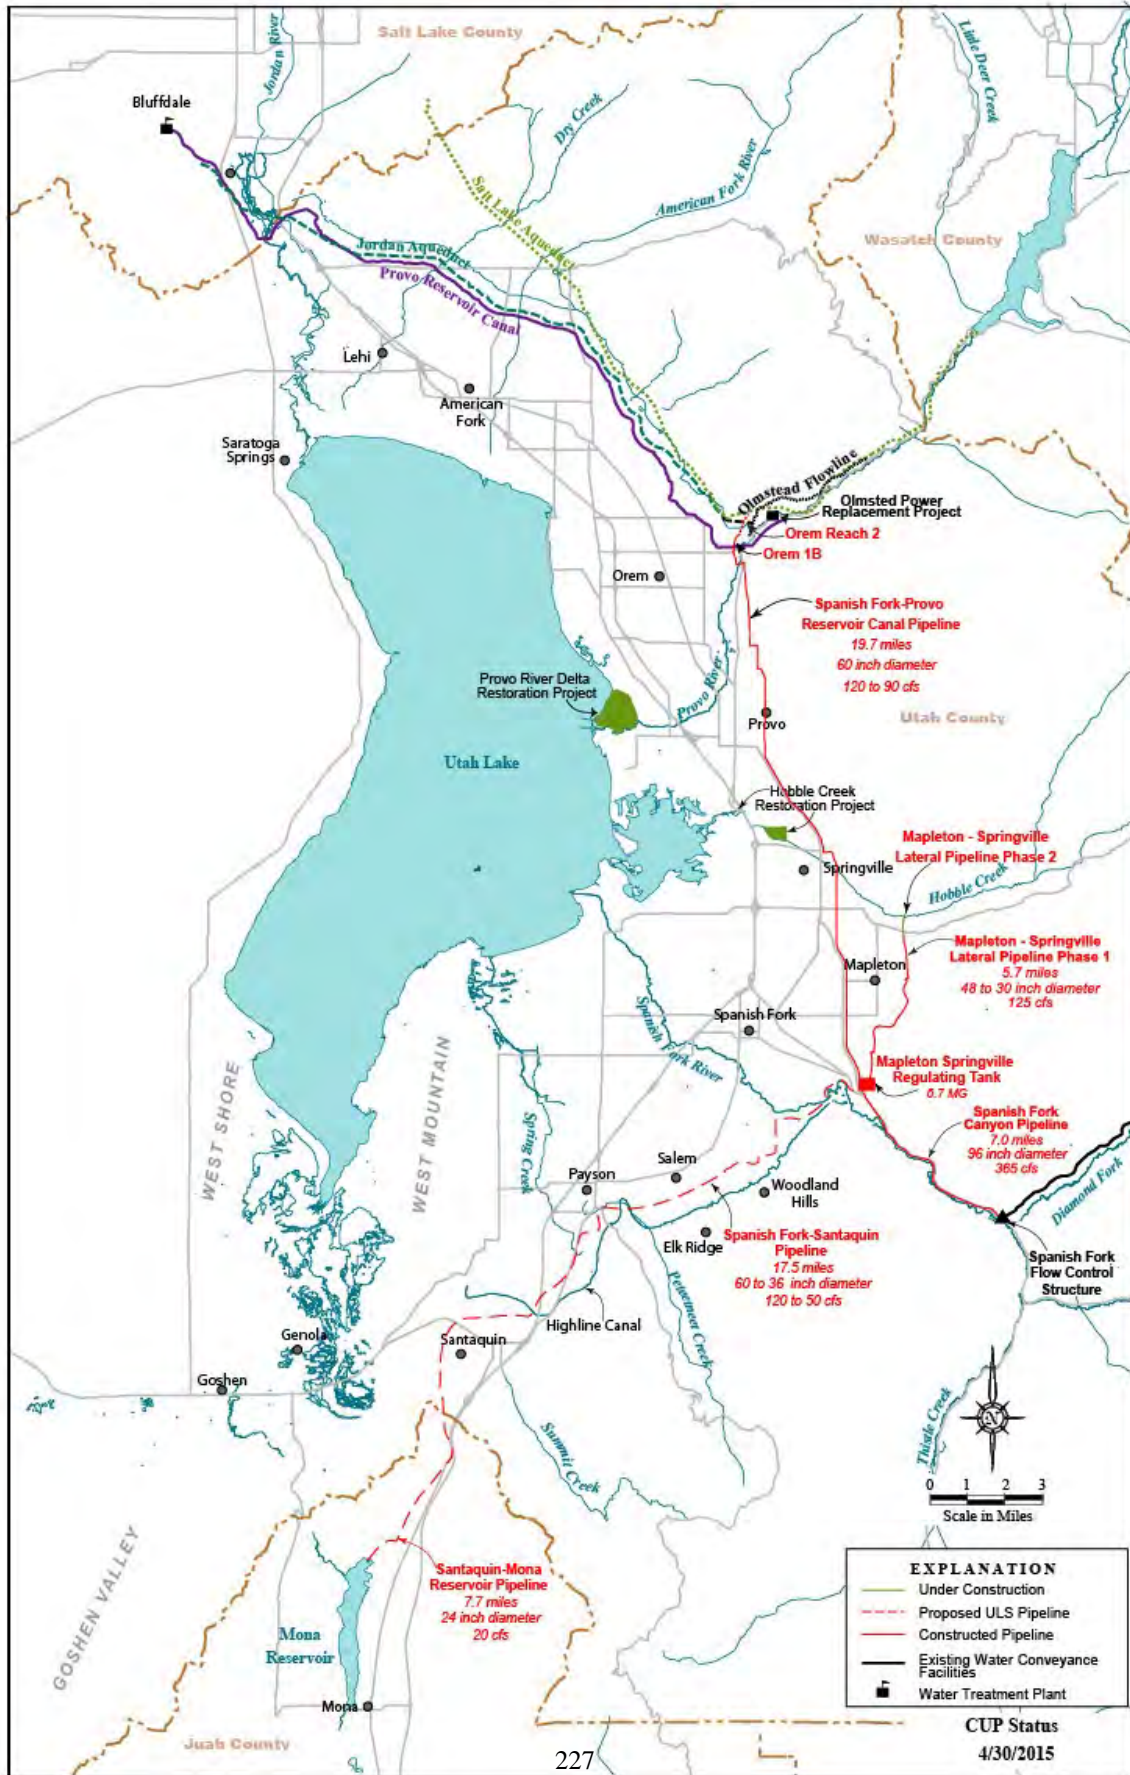 Salt Lake County
Jordan River
Little Deer Creek
Bluffdale
Dry Creek
American Fork River
Salt Lake Aqueduct
Wasatch County
Jordan Aqueduct
Provo Reservoir Canal
Lehi
American
Fork
Saratoga
Springs
Olmstead Flowline
Olmsted Power
Replacement Project
Orem Reach 2
Orem 1B
Orem
Spanish Fork-Provo
Reservoir Canal Pipeline
19.7 miles
60 inch diameter
120 to 90 cfs
Provo River Delta
Restoration Project
Provo River
Provo
Utah County
Utah Lake
Hobble Creek
Restoration Project
Mapleton - Springville
Lateral Pipeline Phase 2
Springville
Hobble Creek
Mapleton - Springville
Lateral Pipeline Phase 1
5.7 miles
48 to 30 inch diameter
125 cfs
Mapleton
Spanish Fork
Spanish Fork River
Mapleton Springville
Regulating Tank
6.7 MG
WEST SHORE
WEST MOUNTAIN
Spring Creek
Spanish Fork
Canyon Pipeline
7.0 miles
96 inch diameter
365 cfs
Payson
Salem
Woodland
Hills
Diamond Fork
Elk Ridge
Spanish Fork-Santaquin
Pipeline
17.5 miles
60 to 36 inch diameter
120 to 50 cfs
Spanish Fork
Flow Control
Structure
Peteetneet Creek
Highline Canal
Genola
Santaquin
Goshen
Summit Creek
Thistle Creek
N
0 1 2 3
Scale in Miles
GOSHEN VALLEY
Santaquin-Mona
Reservoir Pipeline
7.7 miles
24 inch diameter
20 cfs
Mona
Reservoir
Mona
Juab County
EXPLANATION
Under Construction
Proposed ULS Pipeline
Constructed Pipeline
Existing Water Conveyance
Facilities
Water Treatment Plant
CUP Status
4/30/2015
227